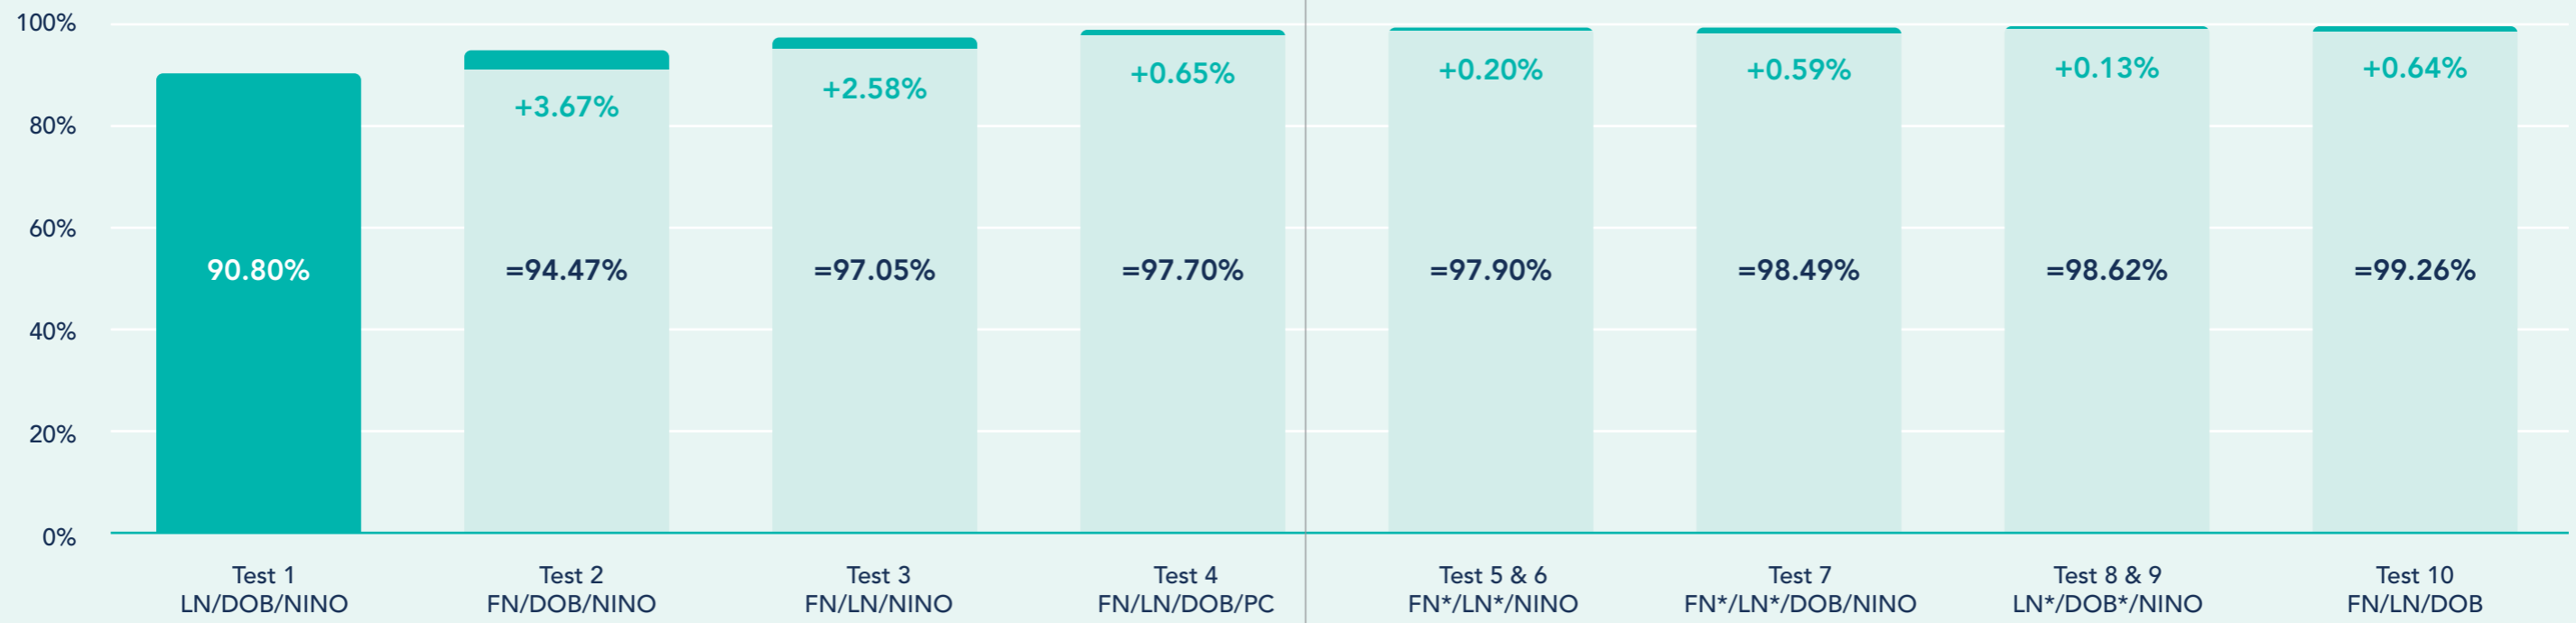 100%
80%
60%
40%
20%
0%
90.80%
+3.67%
=94.47%
+2.58%
=97.05%
+0.65%
=97.70%
+0.20%
=97.90%
+0.59%
=98.49%
+0.13%
=98.62%
+0.64%
=99.26%
Test 1
LN/DOB/NINO
Test 2
FN/DOB/NINO
Test 3
FN/LN/NINO
Test 4
FN/LN/DOB/PC
Test 5 & 6
FN*/LN*/NINO
Test 7
FN*/LN*/DOB/NINO
Test 8 & 9
LN*/DOB*/NINO
Test 10
FN/LN/DOB